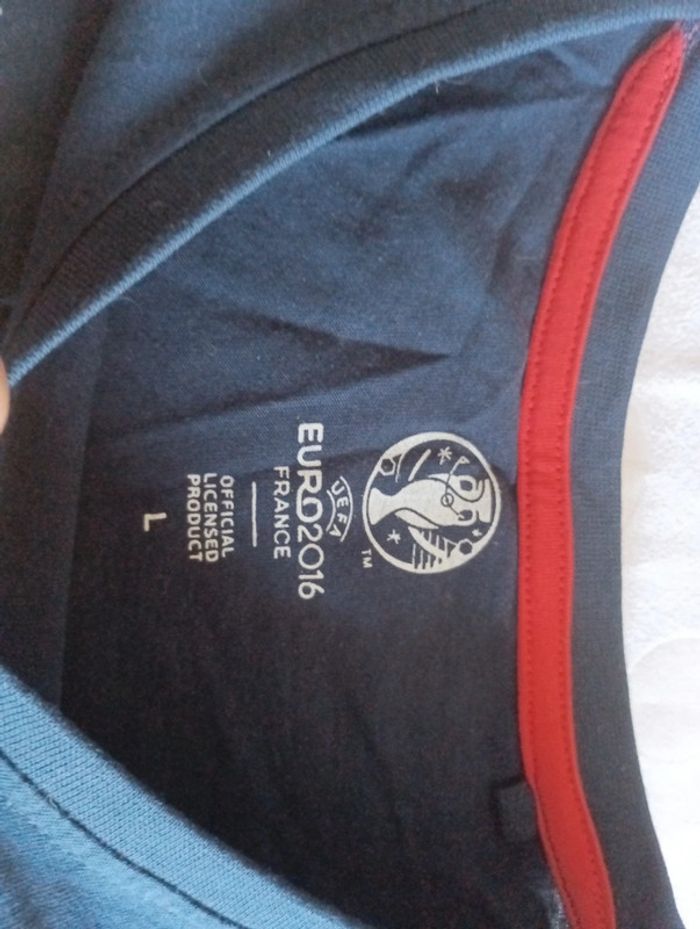 TM
UEFA
EURO2016
FRANCE
OFFICIAL
LICENSED
PRODUCT
L